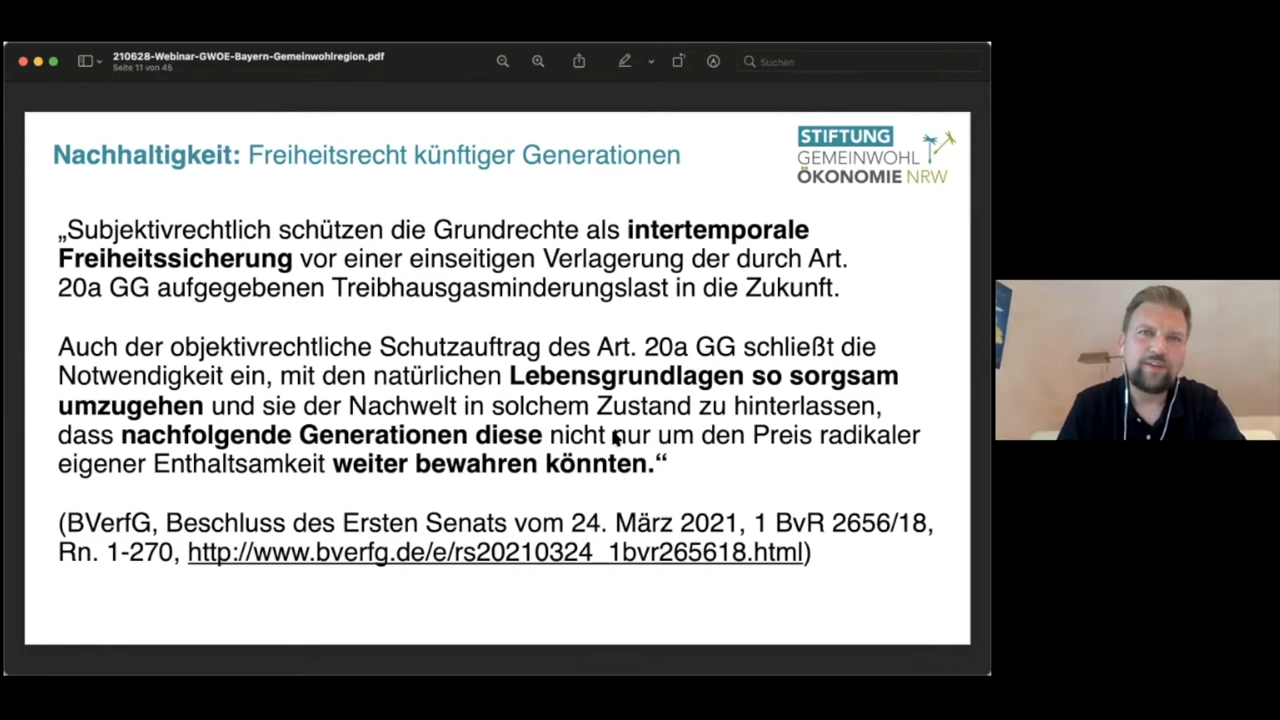 210628-Webinar-GWOE-Bayern-Gemeinwohlregion.pdf
Seite 11 von 45
Suchen
Nachhaltigkeit: Freiheitsrecht künftiger Generationen
STIFTUNG
GEMEINWOHL
ÖKONOMIE NRW
„Subjektivrechtlich schützen die Grundrechte als intertemporale
Freiheitssicherung vor einer einseitigen Verlagerung der durch Art.
20a GG aufgegebenen Treibhausgasminderungslast in die Zukunft.
Auch der objektivrechtliche Schutzauftrag des Art. 20a GG schließt die
Notwendigkeit ein, mit den natürlichen Lebensgrundlagen so sorgsam
umzugehen und sie der Nachwelt in solchem Zustand zu hinterlassen,
dass nachfolgende Generationen diese nicht nur um den Preis radikaler
eigener Enthaltsamkeit weiter bewahren könnten.“
(BVerfG, Beschluss des Ersten Senats vom 24. März 2021, 1 BvR 2656/18,
Rn. 1-270, http://www.bverfg.de/e/rs20210324_1bvr265618.html)